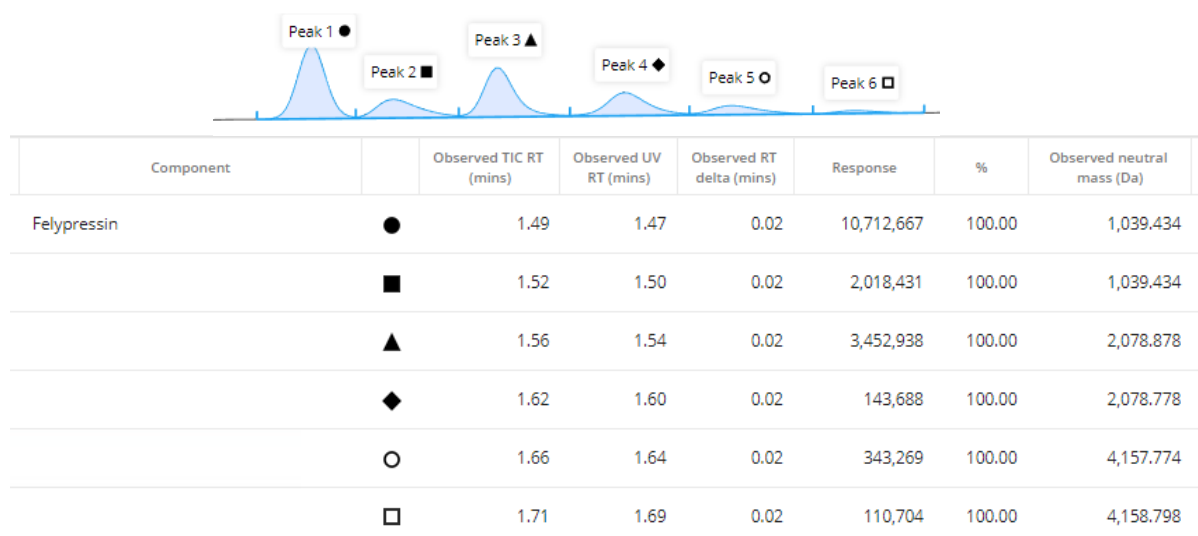 Peak 1 ●
Peak 2 ■
Peak 3 ▲
Peak 4 ◆
Peak 5 O
Peak 6 □
Component Observed TIC RT (mins) Observed UV RT (mins) Observed RT delta (mins) Response % Observed neutral mass (Da)
Felypressin ● 1.49 1.47 0.02 10,712,667 100.00 1,039.434
■ 1.52 1.50 0.02 2,018,431 100.00 1,039.434
▲ 1.56 1.54 0.02 3,452,938 100.00 2,078.878
◆ 1.62 1.60 0.02 143,688 100.00 2,078.778
O 1.66 1.64 0.02 343,269 100.00 4,157.774
□ 1.71 1.69 0.02 110,704 100.00 4,158.798